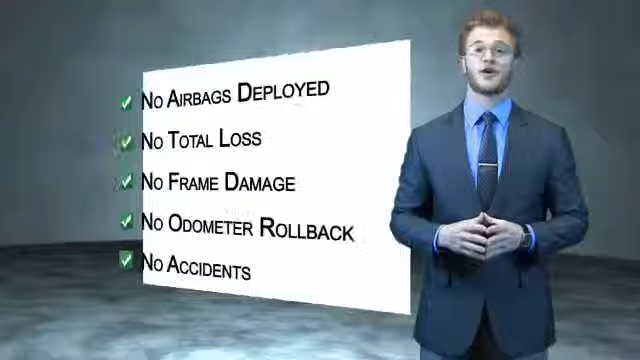 No Airbags Deployed
No Total Loss
No Frame Damage
No Odometer Rollback
No Accidents